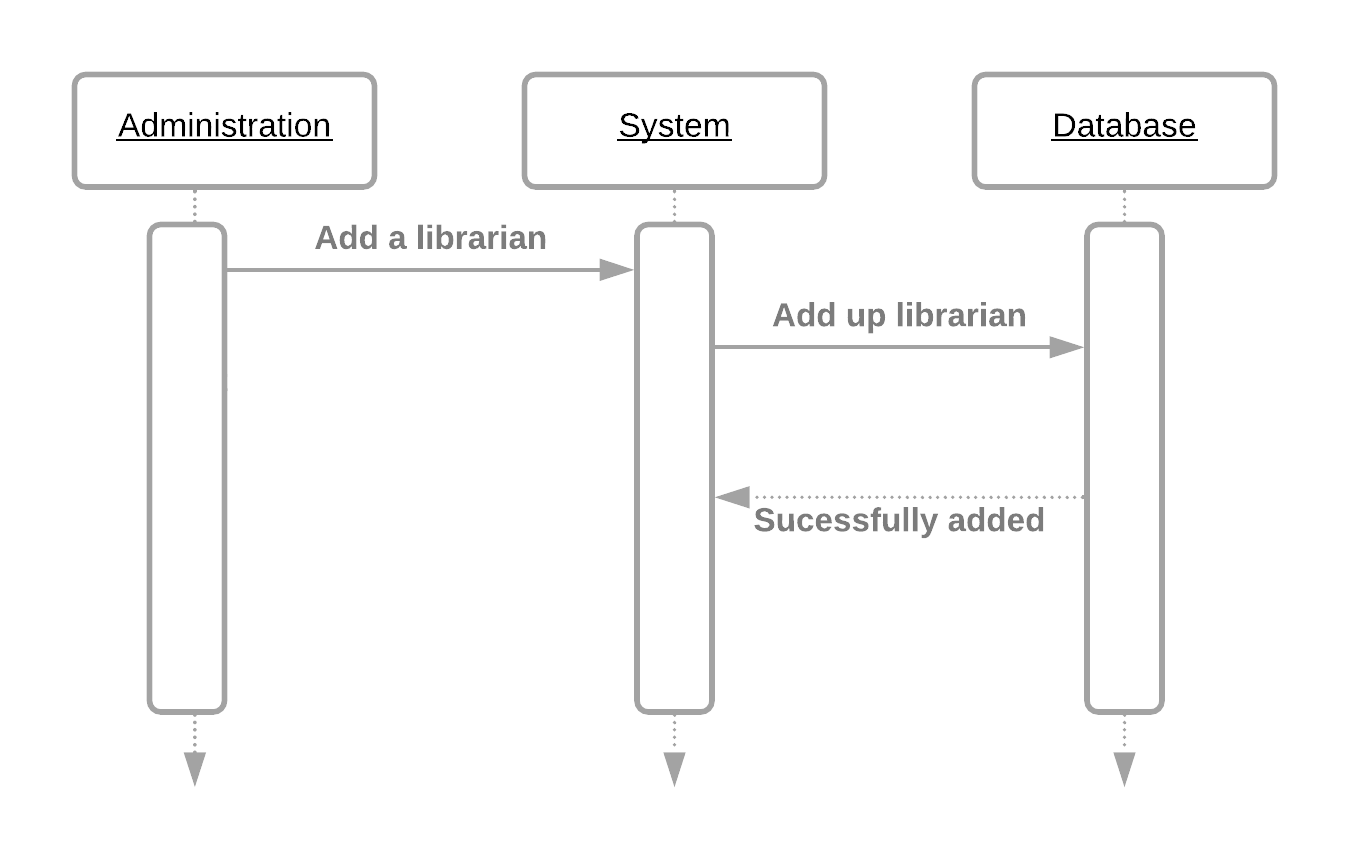 Administration
System
Database
Add a librarian
Add up librarian
Sucessfully added